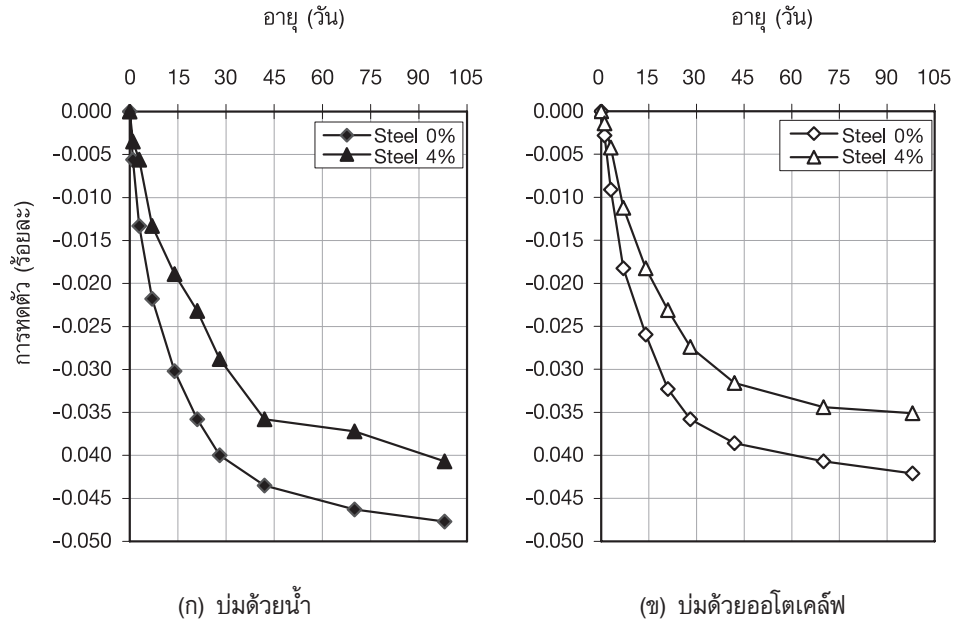 อายุ (วัน)
0 15 30 45 60 75 90 105
0.000
-0.005
-0.010
-0.015
-0.020
-0.025
-0.030
-0.035
0.040
-0.045
-0.050
การหดตัว (ร้อยละ)
Steel 0%
Steel 4%
(ก) บ่มด้วยน้ำ
อายุ (วัน)
0 15 30 45 60 75 90 105
0.000
-0.005
-0.010
-0.015
-0.020
-0.025
-0.030
-0.035
0.040
-0.045
-0.050
Steel 0%
Steel 4%
(ข) บ่มด้วยออโตเคล์ฟ